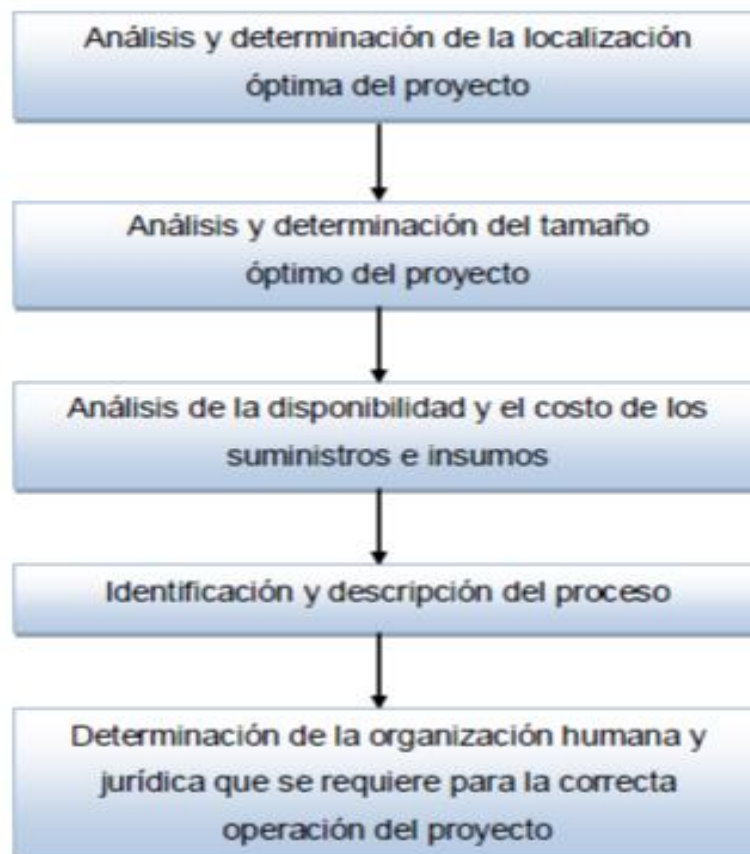 Análisis y determinación de la localización
óptima del proyecto
Análisis y determinación del tamaño
óptimo del proyecto
Análisis de la disponibilidad y el costo de los
suministros e insumos
Identificación y descripción del proceso
Determinación de la organización humana y
jurídica que se requiere para la correcta
operación del proyecto